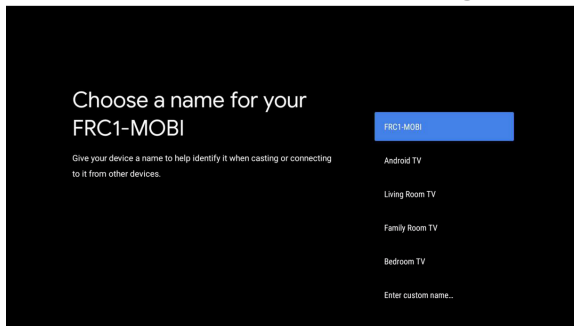 Choose a name for your
FRC1-MOBI
Give your device a name to help identify it when casting or connecting
to it from other devices.
FRC1-MOBI
Android TV
Living Room TV
Family Room TV
Bedroom TV
Enter custom name…